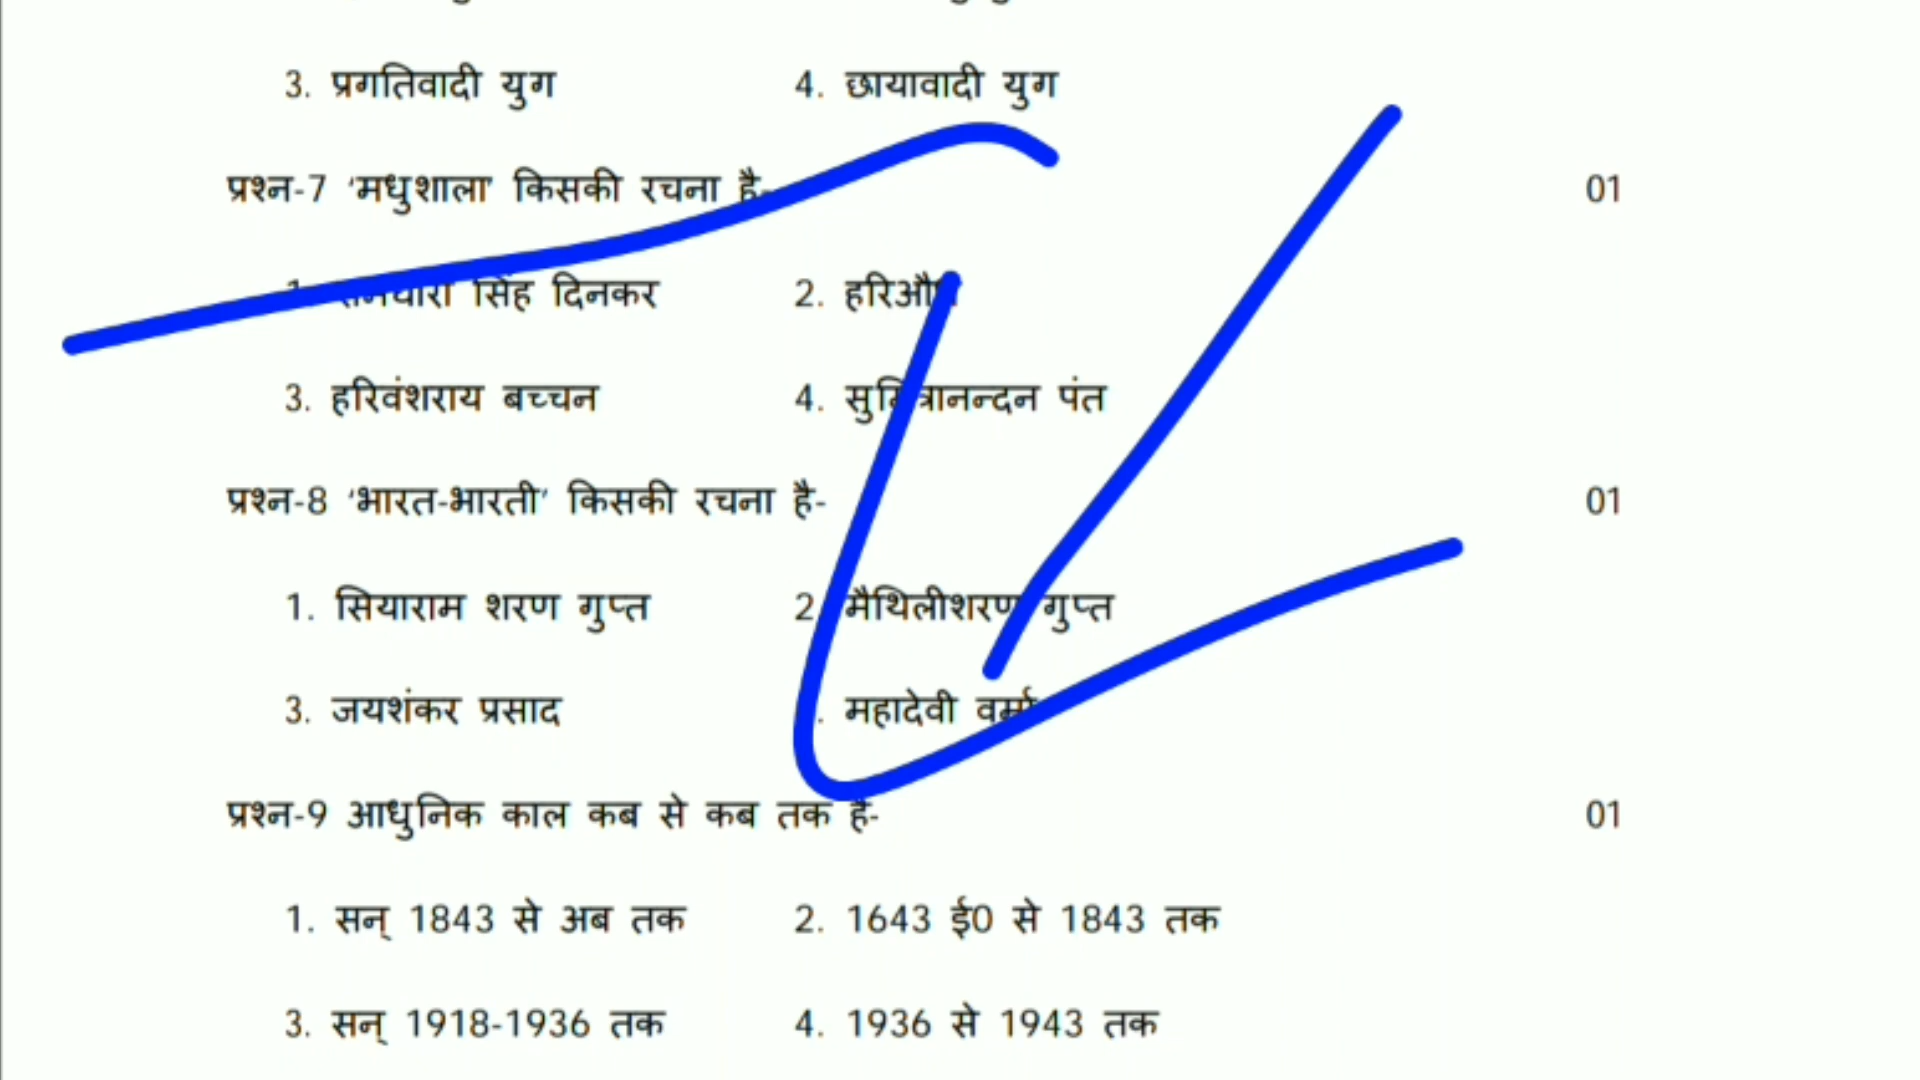 3. प्रगतिवादी युग 4. छायावादी युग
प्रश्न-7 'मधुशाला' किसकी रचना है- 01
सिंह दिनकर 2.
3. हरिवंशराय बच्चन 4. सुमित्रानन्दन पंत
प्रश्न-8 'भारत-भारती' किसकी रचना है- 01
1. सियाराम शरण गुप्त 2. मैथिलीशरण गुप्त
3. जयशंकर प्रसाद महादेवी वर्मा
प्रश्न-9 आधुनिक काल कब से कब तक है- 01
1. सन् 1843 से अब तक 2. 1643 ई0 से 1843 तक
3. सन् 1918-1936 तक 4. 1936 से 1943 तक